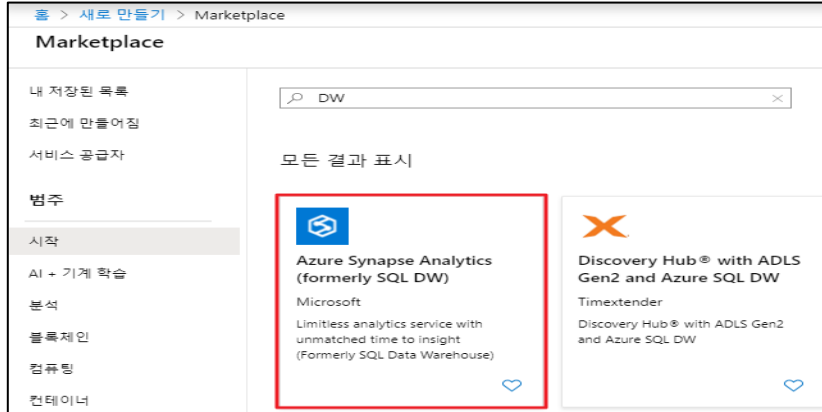 홈 > 새로 만들기 > Marketplace
Marketplace
내 저장된 목록
최근에 만들어짐
서비스 공급자
범주
시작
AI + 기계 학습
분석
블록체인
컴퓨팅
컨테이너
DW
모든 결과 표시
Azure Synapse Analytics
(formerly SQL DW)
Microsoft
Limitless analytics service with
unmatched time to insight
(Formerly SQL Data Warehouse)
Discovery Hub® with ADLS
Gen2 and Azure SQL DW
Timextender
Discovery Hub® with ADLS Gen2
and Azure SQL DW